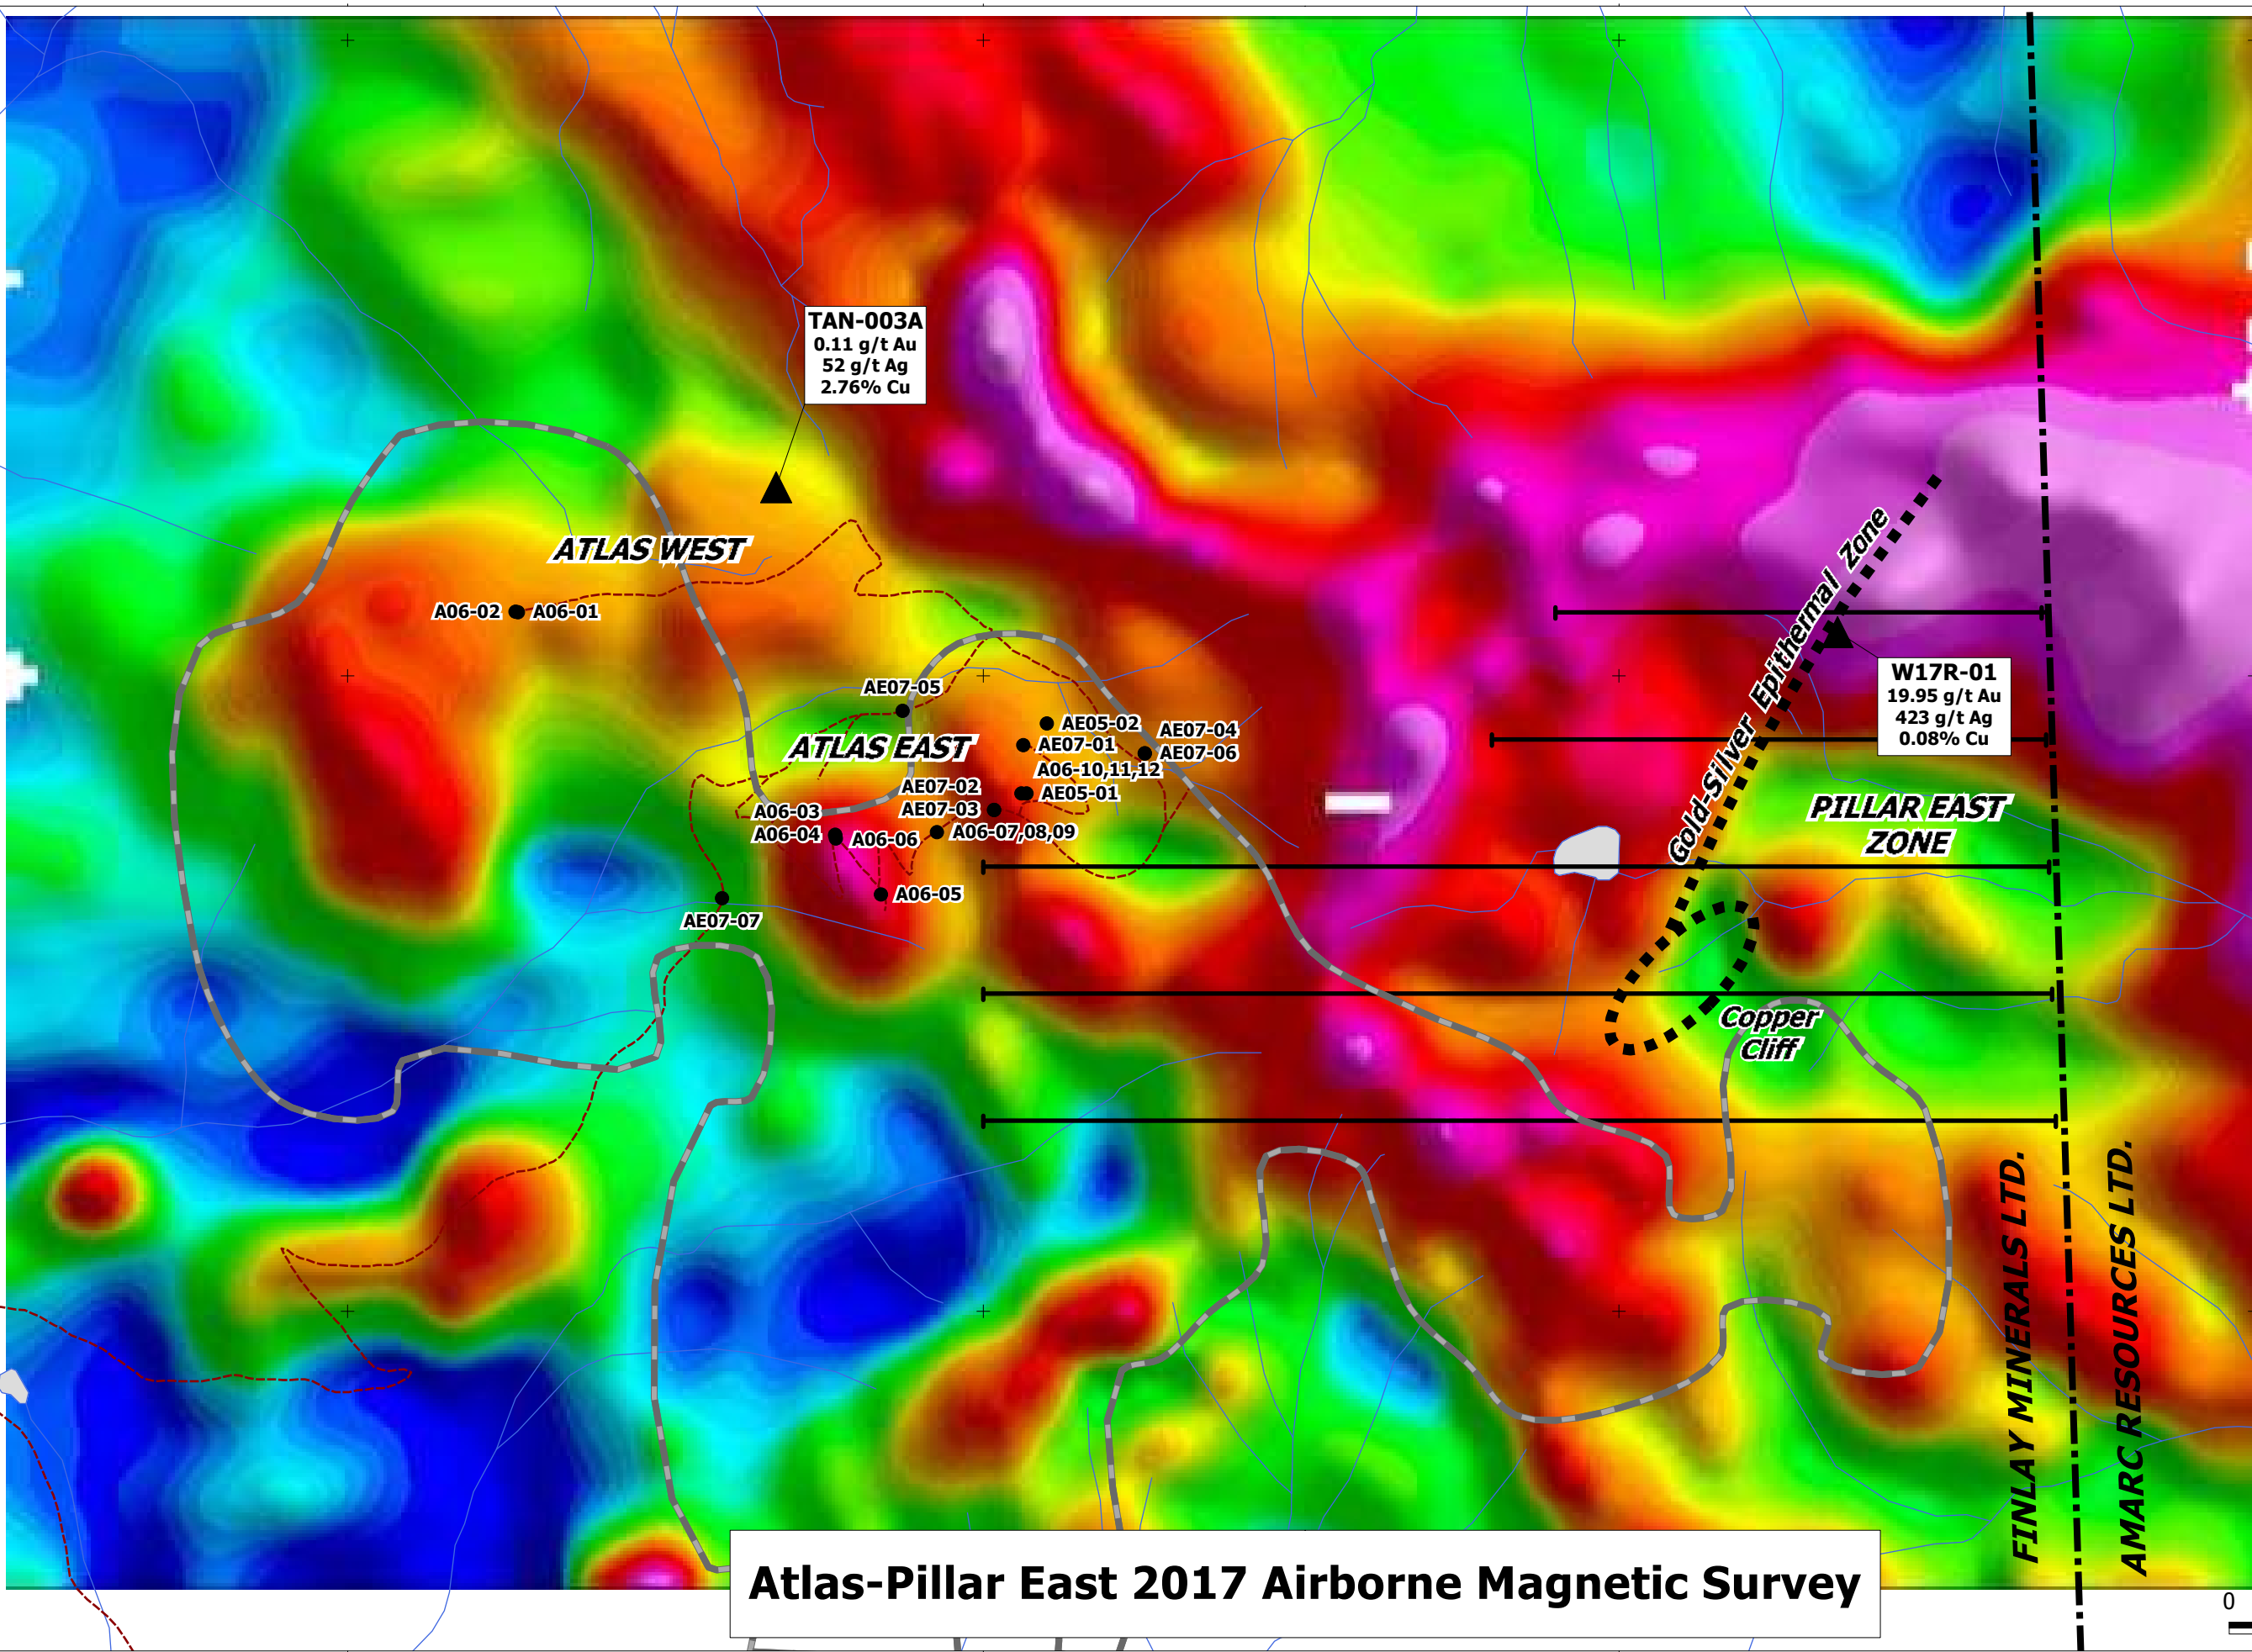 TAN-003A
0.11 g/t Au
52 g/t Ag
2.76% Cu
ATLAS WEST
A06-02
A06-01
Gold-Silver Epithermal Zone
W17R-01
19.95 g/t Au
423 g/t Ag
0.08% Cu
AE07-05
AE05-02
AE07-04
AE07-01
AE07-06
ATLAS EAST
A06-10,11,12
AE07-02
AE05-01
AE07-03
A06-03
A06-04
A06-06
A06-07,08,09
A06-05
AE07-07
PILLAR EAST
ZONE
Copper
Cliff
FINLAY MINERALS LTD.
AMARC RESOURCES LTD.
Atlas-Pillar East 2017 Airborne Magnetic Survey
0